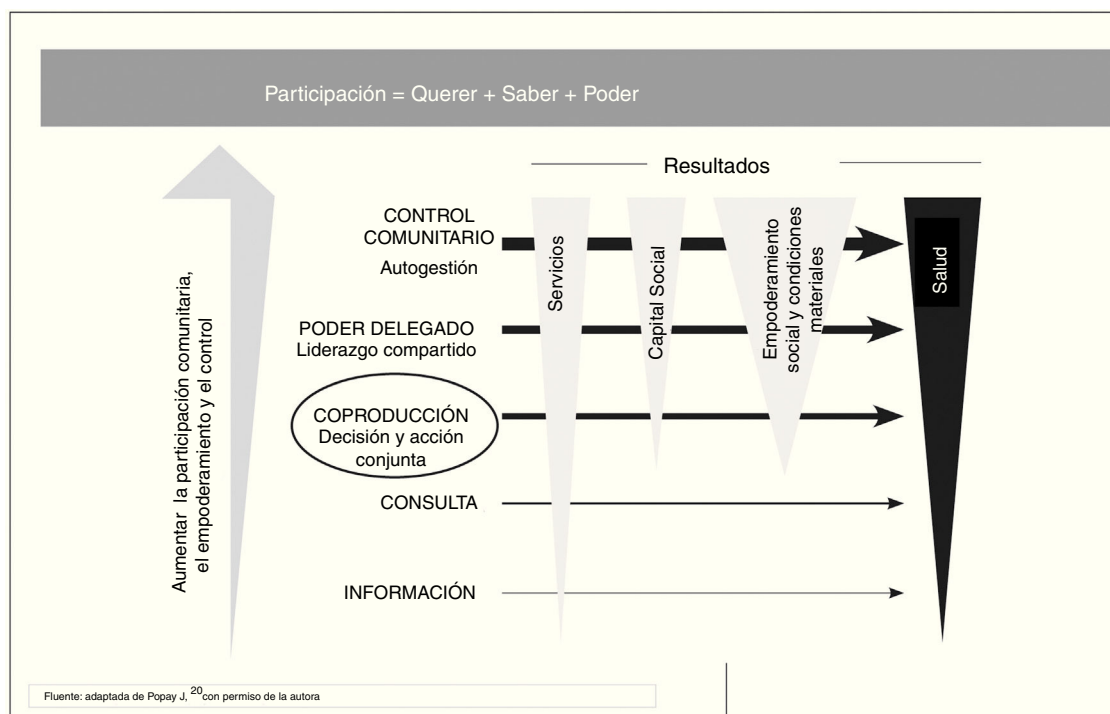 Participación = Querer + Saber + Poder
Resultados
Aumentar la participación comunitaria,
el empoderamiento y el control
CONTROL
COMUNITARIO
Autogestión
PODER DELEGADO
Liderazgo compartido
COPRODUCCIÓN
Decisión y acción
conjunta
CONSULTA
INFORMACIÓN
Servicios
Capital Social
Empoderamiento
social y condiciones
materiales
Salud
Fluente: adaptada de Popay J, 20 con permiso de la autora